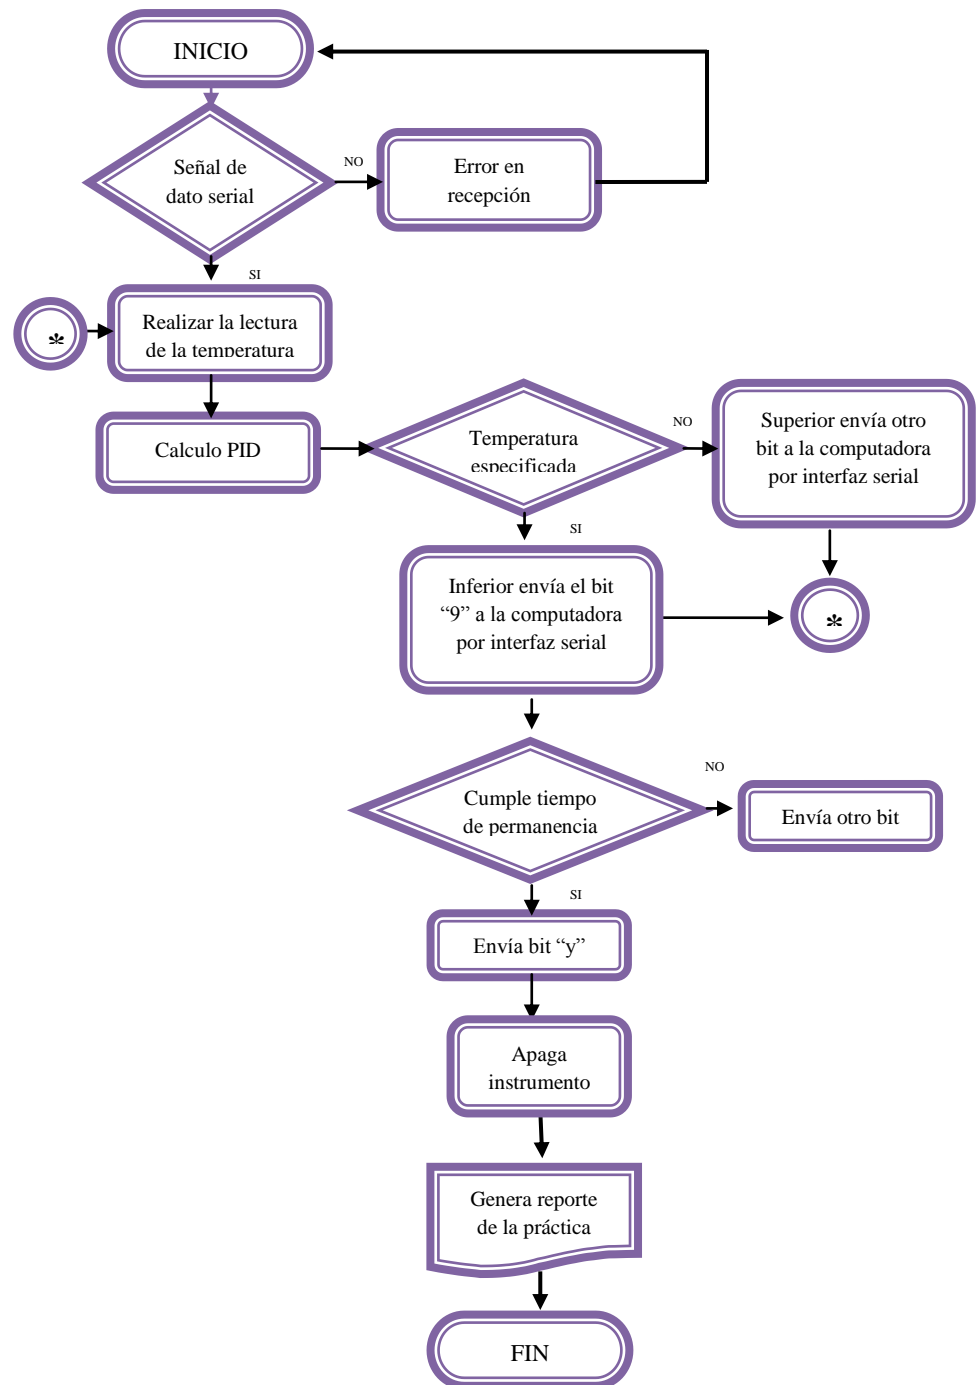 INICIO
Señal de
dato serial
NO
Error en
recepción
SI
*
Realizar la lectura
de la temperatura
Calculo PID
Temperatura
especificada
NO
Superior envía otro
bit a la computadora
por interfaz serial
SI
Inferior envía el bit
“9” a la computadora
por interfaz serial
*
Cumple tiempo
de permanencia
NO
Envía otro bit
SI
Envía bit “y”
Apaga
instrumento
Genera reporte
de la práctica
FIN